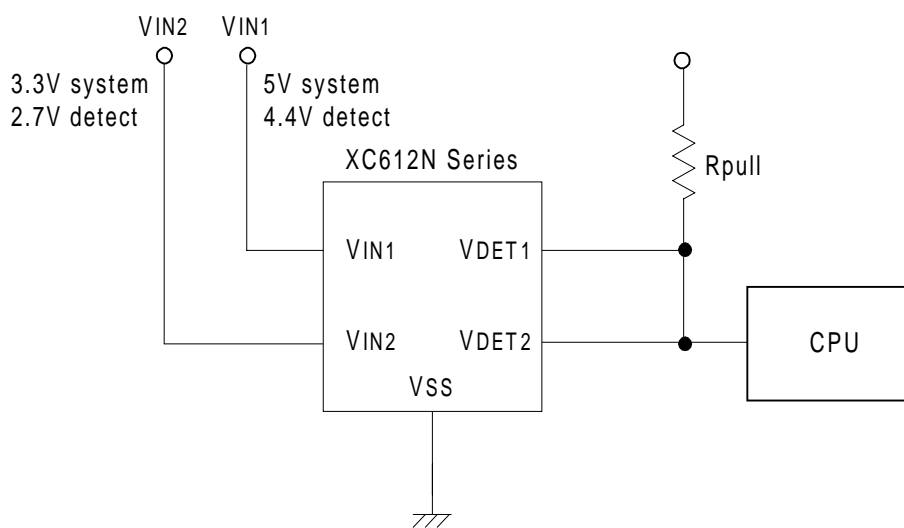 VIN2 VIN1
3.3V system
2.7V detect
5V system
4.4V detect
XC612N Series
Rpull
VIN1 VDET1
VIN2 VDET2
CPU
VSS